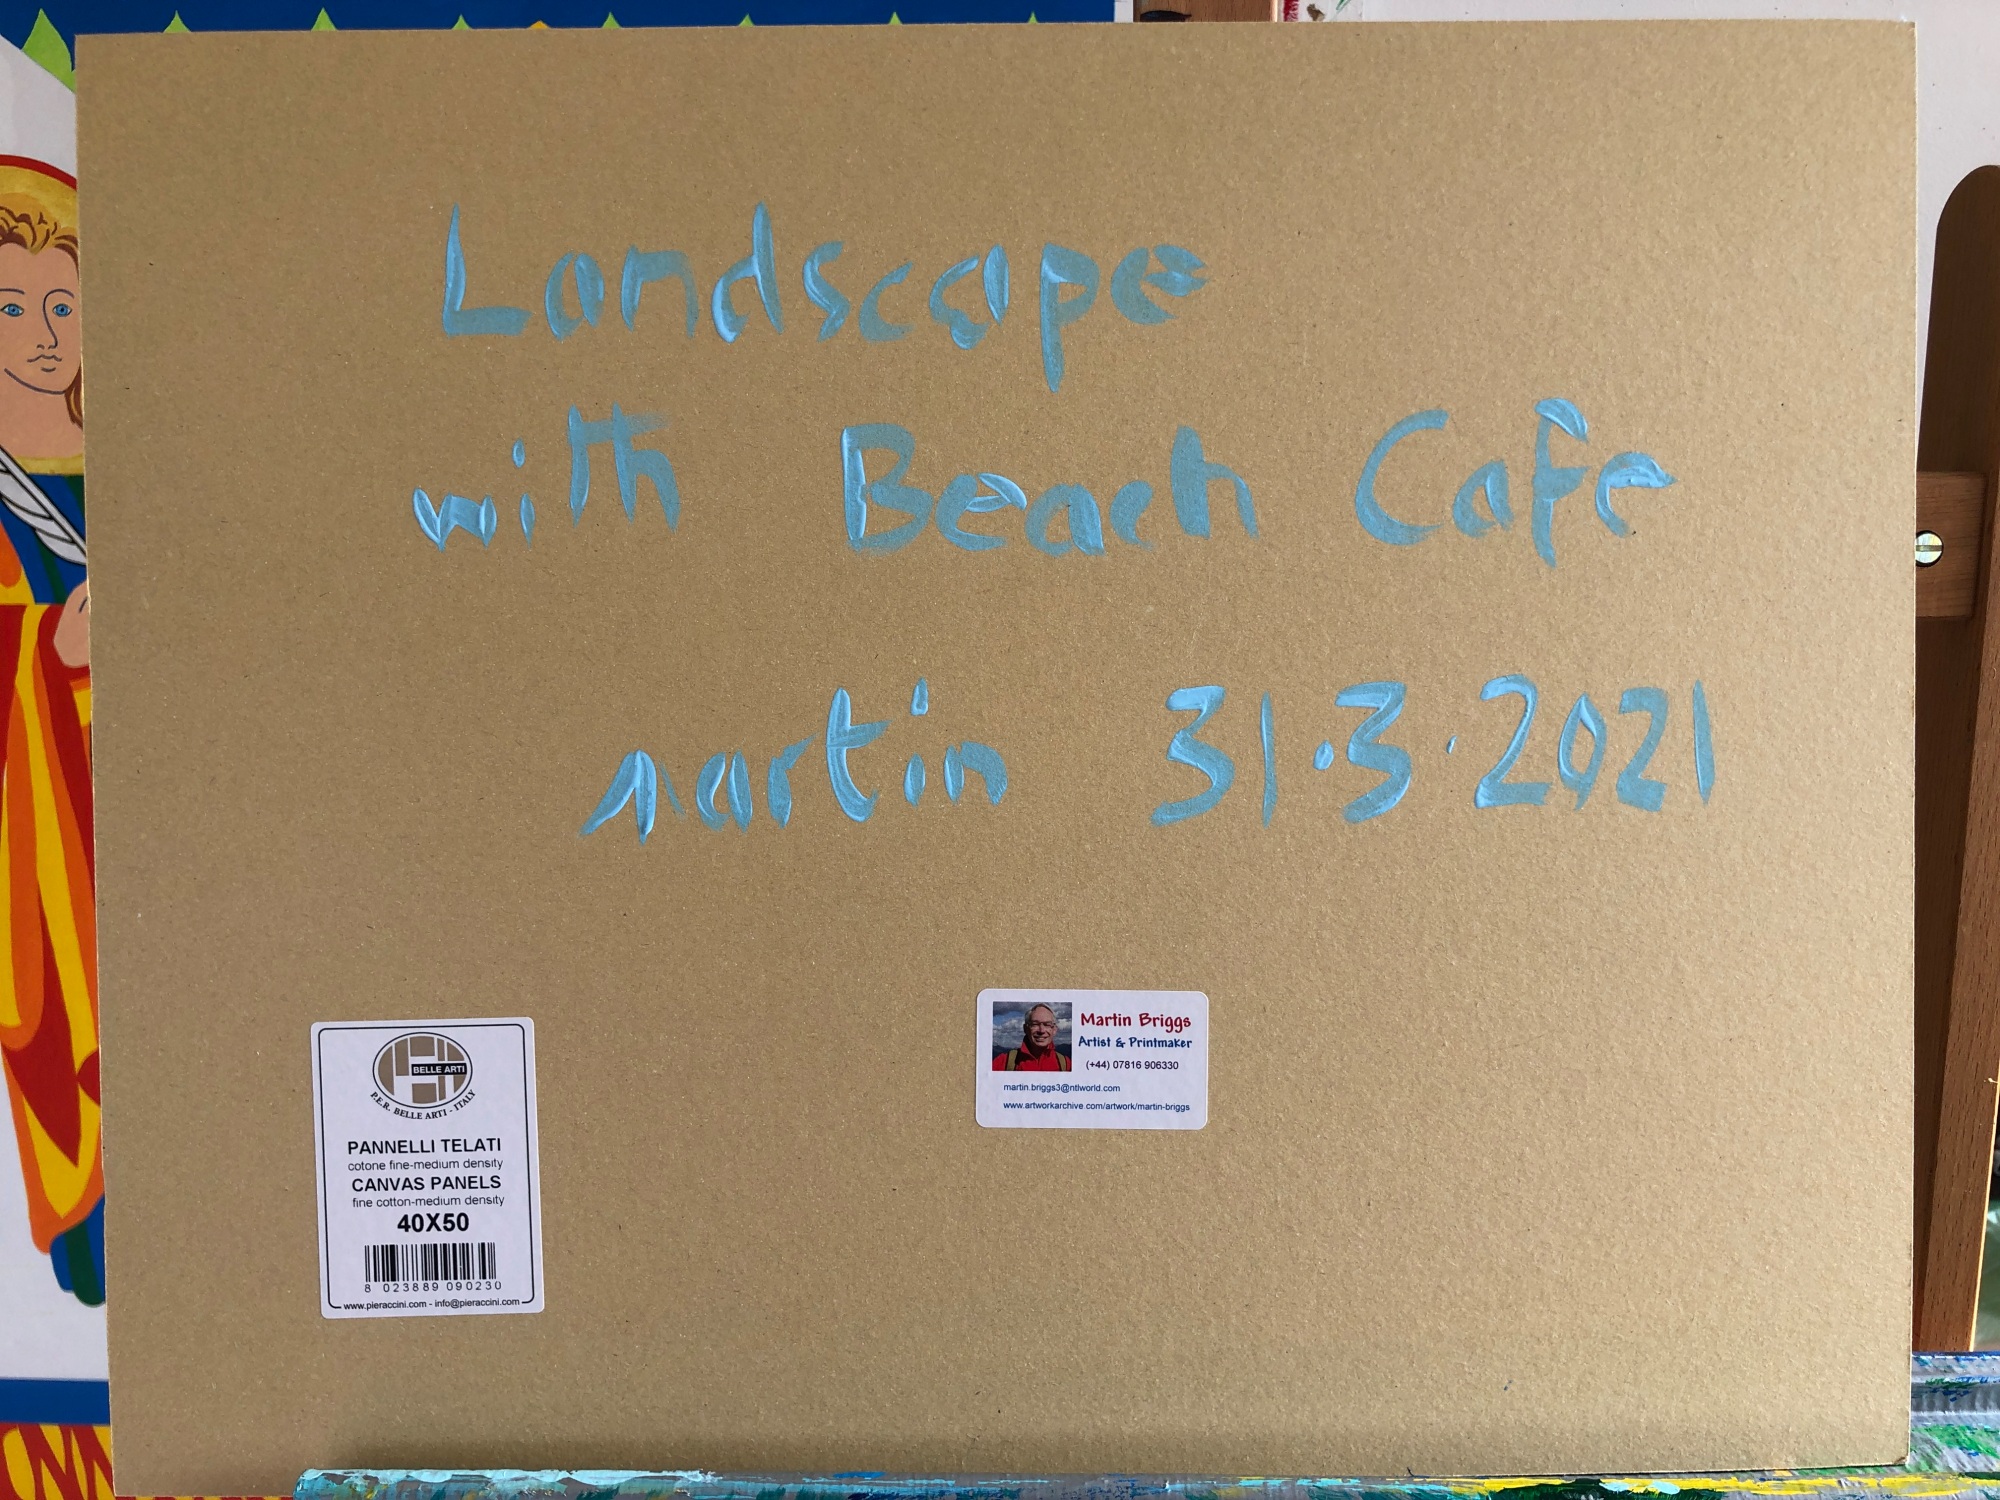 Landscape
with Beach Cafe
martin 31·3·2021
BELLE ARTI
P.E.R. BELLE ARTI - ITALY
PANNELLI TELATI
cotone fine-medium density
CANVAS PANELS
fine cotton-medium density
40X50
8 023889 090230
www.pieraccini.com - info@pieraccini.com
Martin Briggs
Artist & Printmaker
(+44) 07816 906330
martin.briggs3@ntlworld.com
www.artworkarchive.com/artwork/martin-briggs